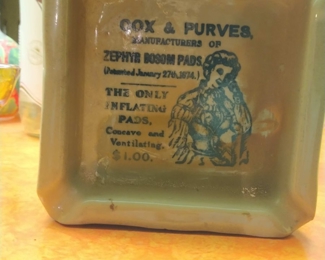 COX & PURVES,
MANUFACTURERS OF
ZEPHYR BOSOM PADS
(Patented January 27th, 1874.)
THE ONLY
INFLATING
PADS,
Concave and
Ventilating,
$1.00.